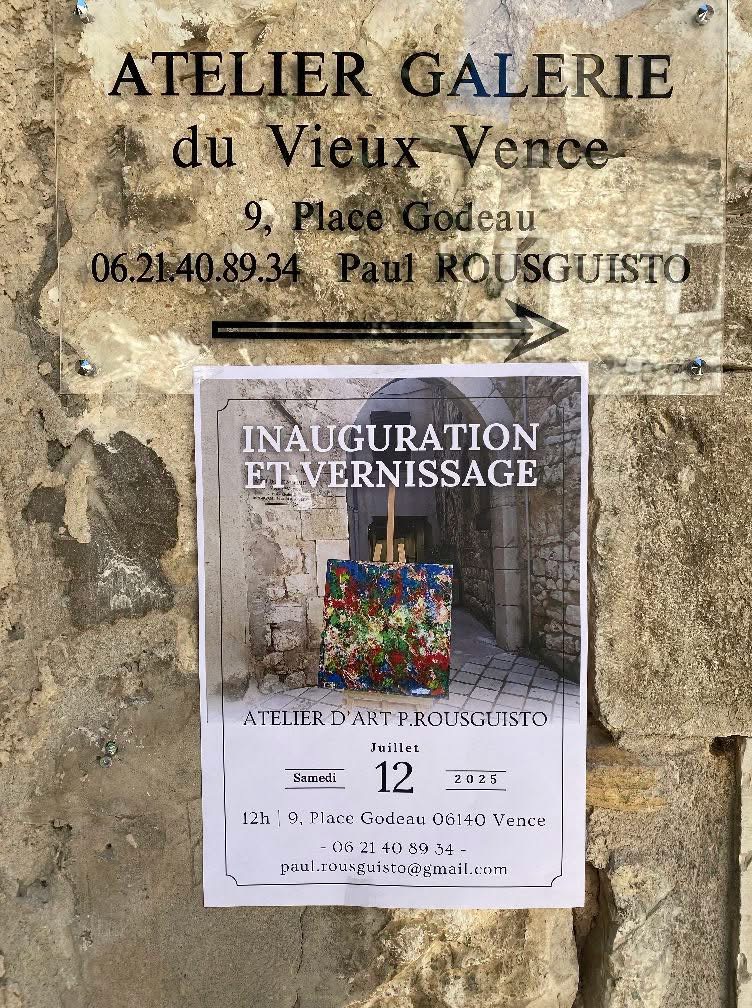 ATELIER GALERIE
du Vieux Vence
9, Place Godeau
06.21.40.89.34 Paul ROUSGUISTO
INAUGURATION
ET VERNISSAGE
ATELIER D'ART P.ROUSGUISTO
Juillet
Samedi 12 2025
12h | 9, Place Godeau 06140 Vence
- 06 21 40 89 34 -
paul.rousguisto@gmail.com